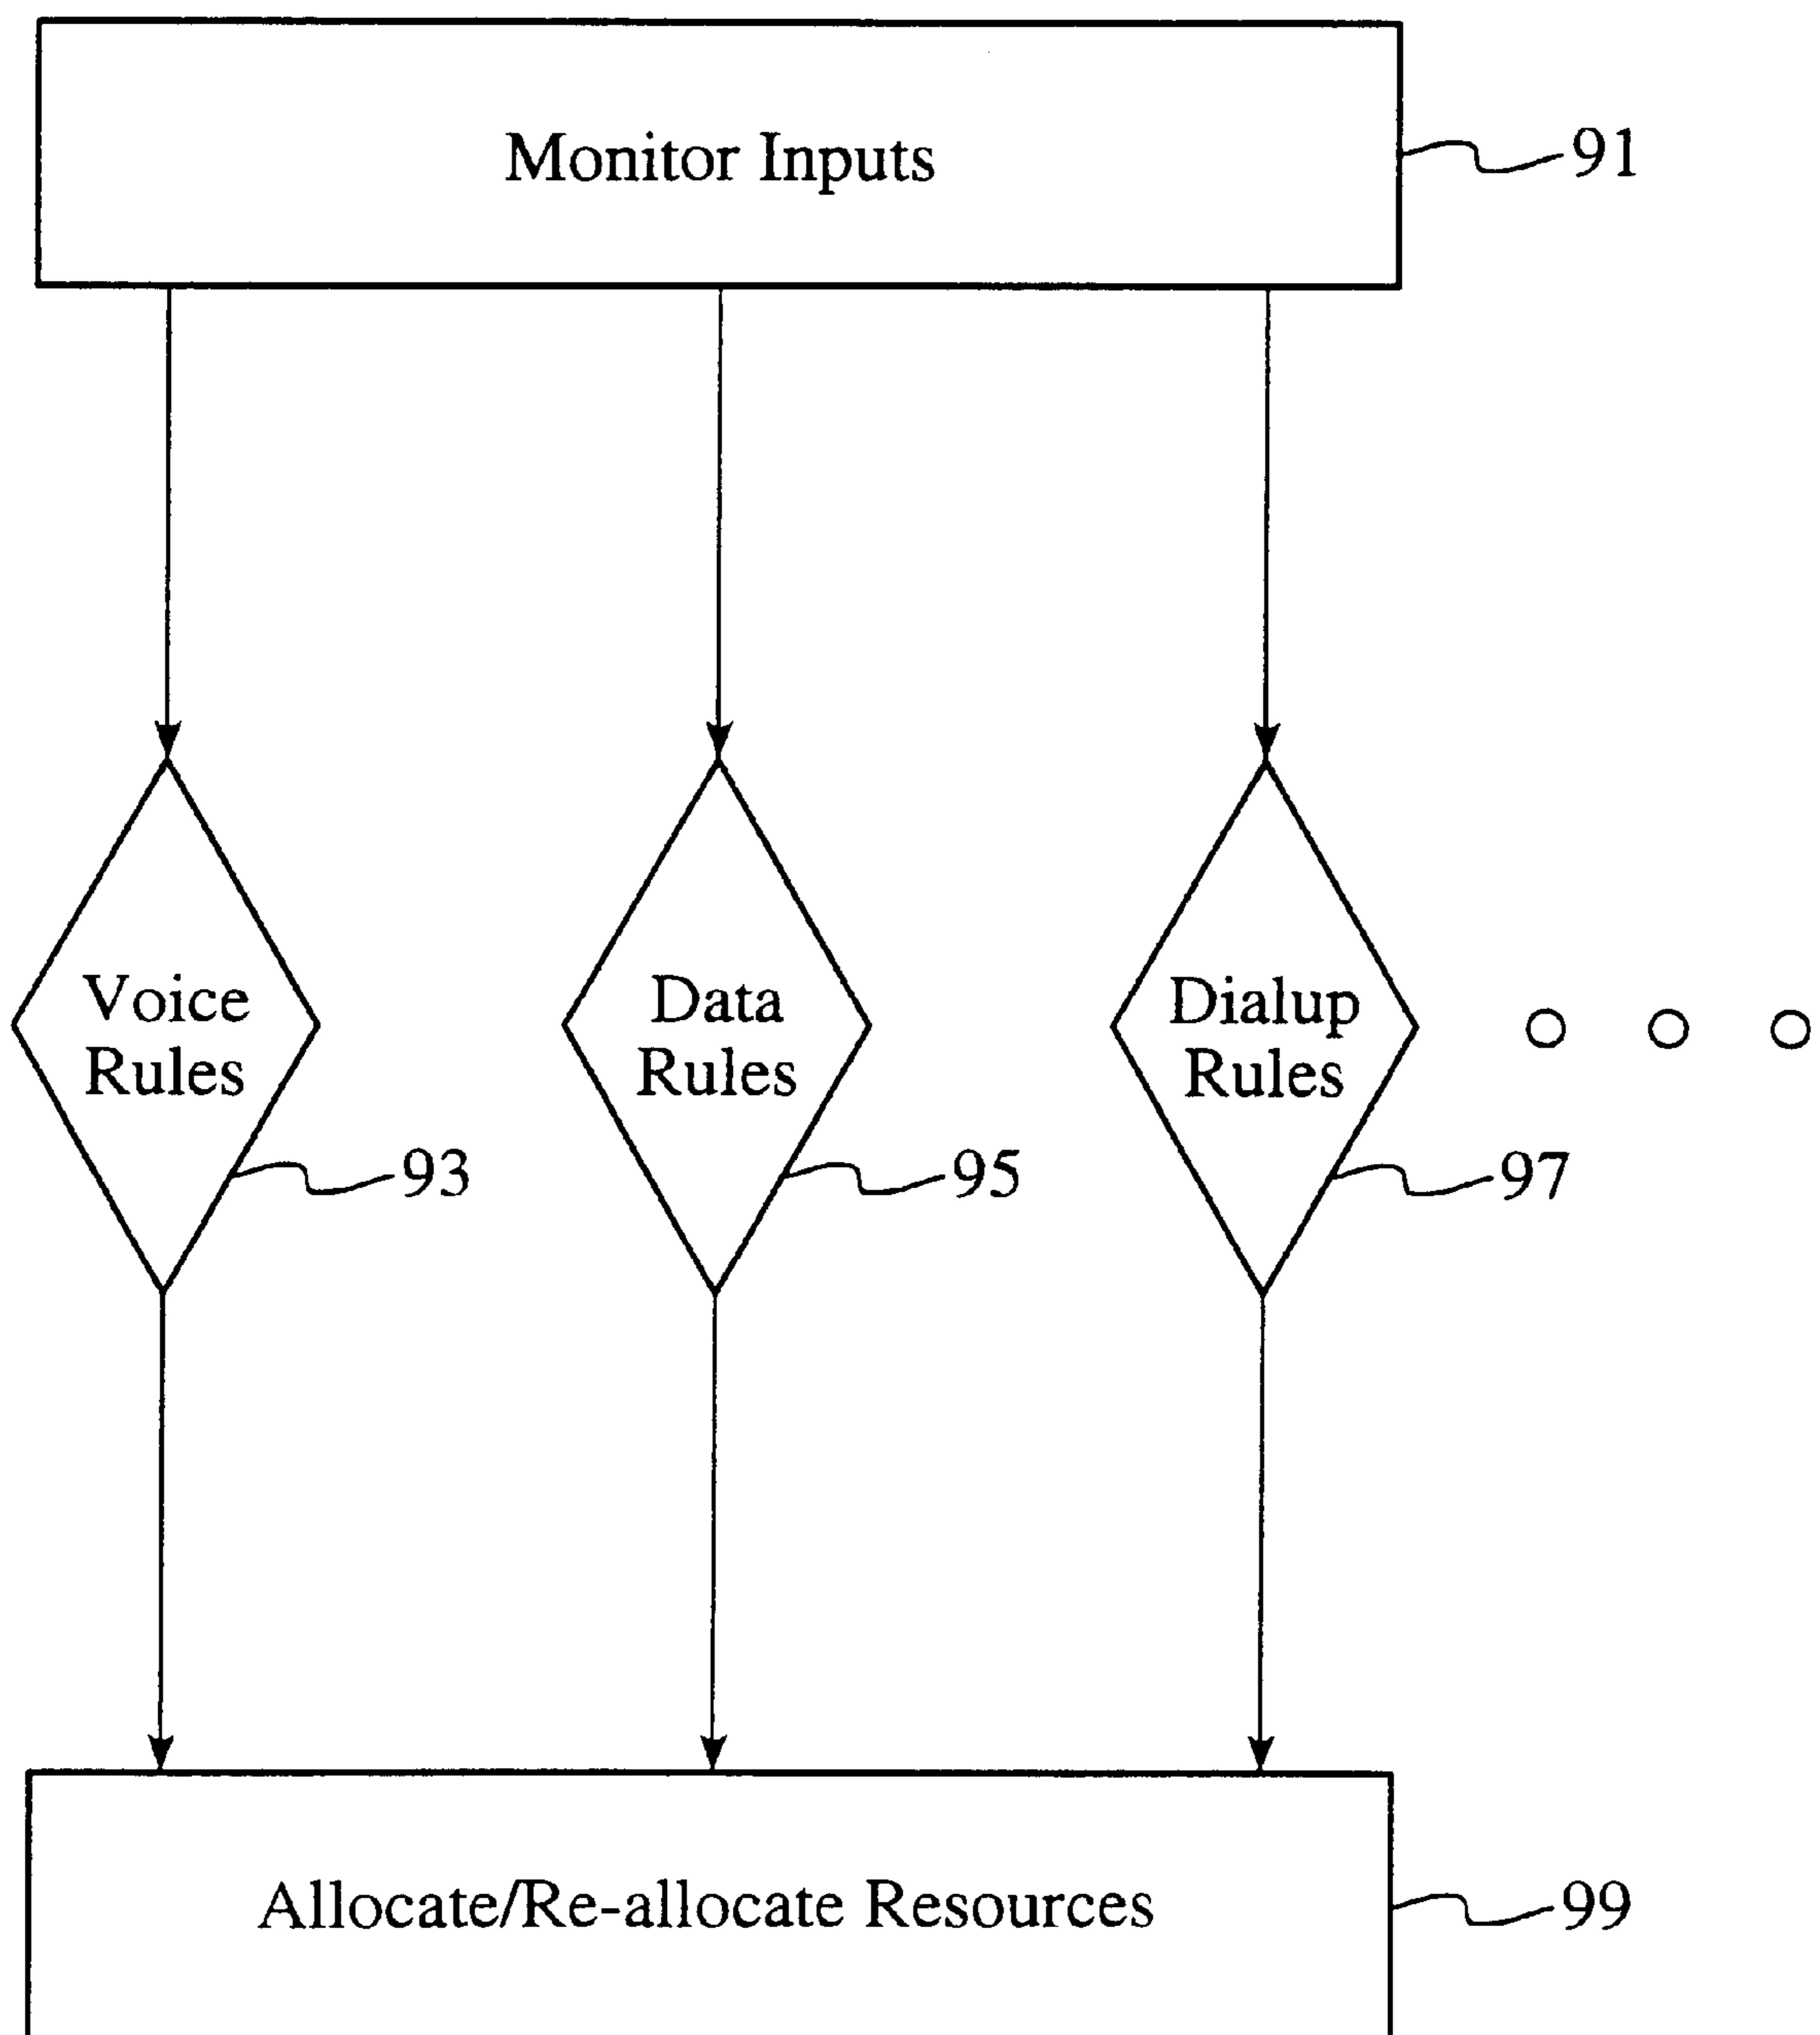 Monitor Inputs
91
Voice
Rules
93
Data
Rules
95
Dialup
Rules
97
Allocate/Re-allocate Resources
99